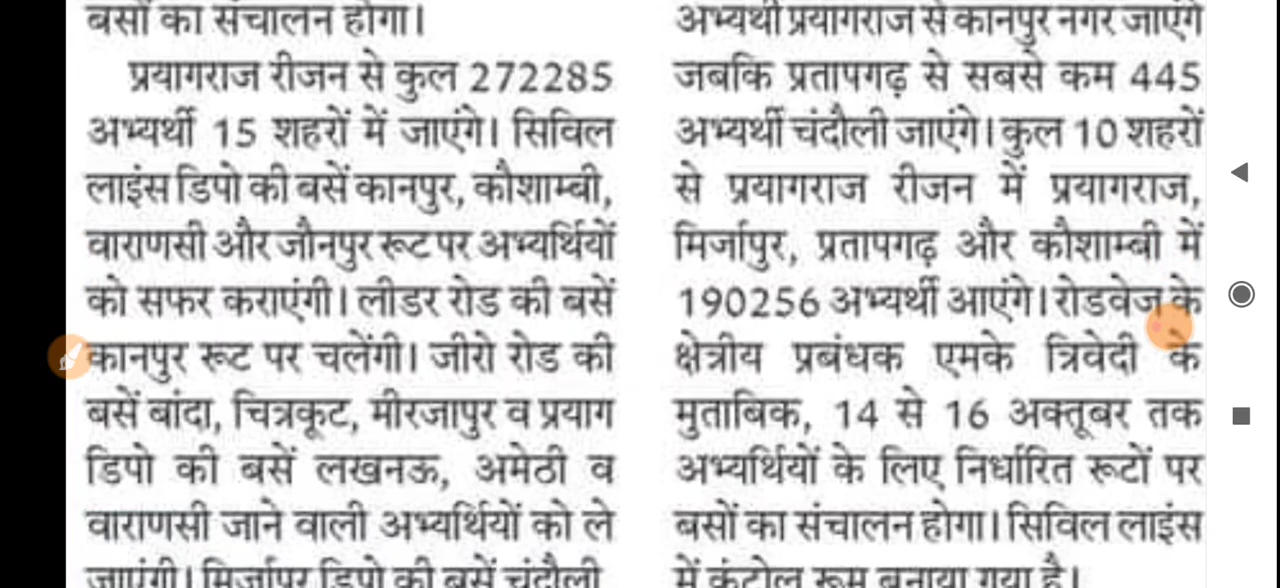 बसों का संचालन होगा।
प्रयागराज रीजन से कुल 272285
अभ्यर्थी 15 शहरों में जाएंगे। सिविल
लाइंस डिपो की बसें कानपुर, कौशाम्बी,
वाराणसी और जौनपुर रूट पर अभ्यर्थियों
को सफर कराएंगी। लीडर रोड की बसें
कानपुर रूट पर चलेंगी। जीरो रोड की
बसें बांदा, चित्रकूट, मीरजापुर व प्रयाग
डिपो की बसें लखनऊ, अमेठी व
वाराणसी जाने वाली अभ्यर्थियों को ले
जाएंगी। मिर्जापुर डिपो की बसें चंदौली
अभ्यर्थी प्रयागराज से कानपुर नगर जाएंगे
जबकि प्रतापगढ़ से सबसे कम 445
अभ्यर्थी चंदौली जाएंगे। कुल 10 शहरों
से प्रयागराज रीजन में प्रयागराज,
मिर्जापुर, प्रतापगढ़ और कौशाम्बी में
190256 अभ्यर्थी आएंगे। रोडवेज के
क्षेत्रीय प्रबंधक एमके त्रिवेदी के
मुताबिक, 14 से 16 अक्तूबर तक
अभ्यर्थियों के लिए निर्धारित रूटों पर
बसों का संचालन होगा। सिविल लाइंस
में कंट्रोल रूम बनाया गया है।